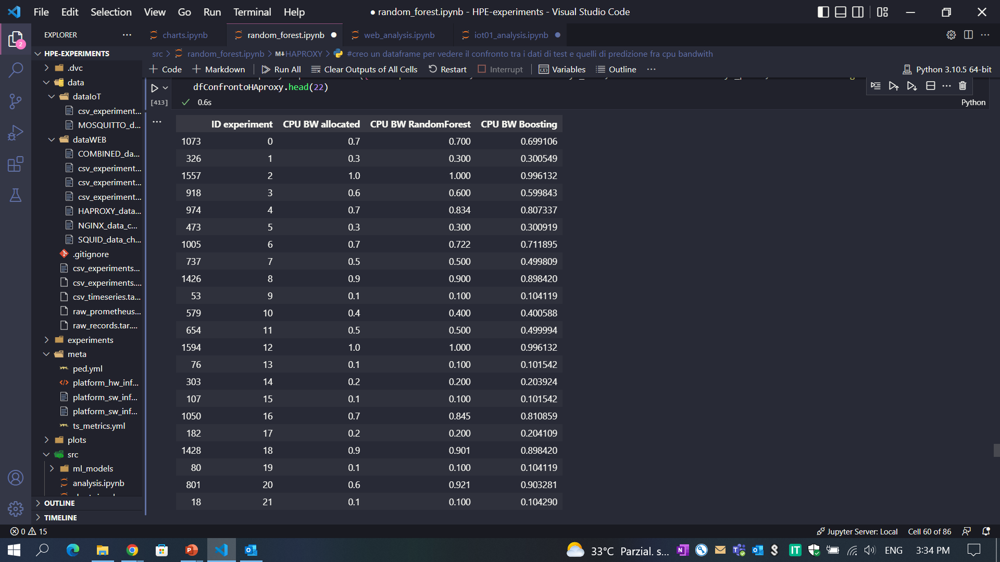 File Edit Selection View Go Run Terminal Help
● random_forest.ipynb - HPE-experiments - Visual Studio Code
EXPLORER
charts.ipynb
random_forest.ipynb
web_analysis.ipynb
iot01_analysis.ipynb
2
HPE-EXPERIMENTS
src > random_forest.ipynb > M↓HAPROXY > #creo un dataframe per vedere il confronto tra i dati di test e quelli di predizione fra cpu bandwith
+ Code + Markdown Run All Clear Outputs of All Cells Restart Interrupt Variables Outline ...
Python 3.10.5 64-bit
.dvc
data
dataIoT
csv_experiment...
MOSQUITTO_d...
dataWEB
COMBINED_da...
csv_experiment...
csv_experiment...
csv_experiment...
HAPROXY_data...
NGINX_data_c...
SQUID_data_ch...
.gitignore
csv_experiments...
csv_experiments....
csv_timeseries.ta...
raw_prometheus...
raw_records.tar....
experiments
meta
ped.yml
platform_hw_inf...
platform_sw_inf...
platform_sw_inf...
ts_metrics.yml
plots
src
ml_models
analysis.ipynb
OUTLINE
TIMELINE
dfConfrontoHAproxy.head(22)
[413] 0.6s
Python
ID experiment CPU BW allocated CPU BW RandomForest CPU BW Boosting
1073 0 0.7 0.700 0.699106
326 1 0.3 0.300 0.300549
1557 2 1.0 1.000 0.996132
918 3 0.6 0.600 0.599843
974 4 0.7 0.834 0.807337
473 5 0.3 0.300 0.300919
1005 6 0.7 0.722 0.711895
737 7 0.5 0.500 0.499809
1426 8 0.9 0.900 0.898420
53 9 0.1 0.100 0.104119
579 10 0.4 0.400 0.400588
654 11 0.5 0.500 0.499994
1594 12 1.0 1.000 0.996132
76 13 0.1 0.100 0.101542
303 14 0.2 0.200 0.203924
107 15 0.1 0.100 0.101542
1050 16 0.7 0.845 0.810859
182 17 0.2 0.200 0.204109
1428 18 0.9 0.901 0.898420
80 19 0.1 0.100 0.104119
801 20 0.6 0.921 0.903281
18 21 0.1 0.100 0.104290
0 15
Jupyter Server: Local Cell 60 of 86
33°C Parzial. s...
IT
ENG
3:34 PM